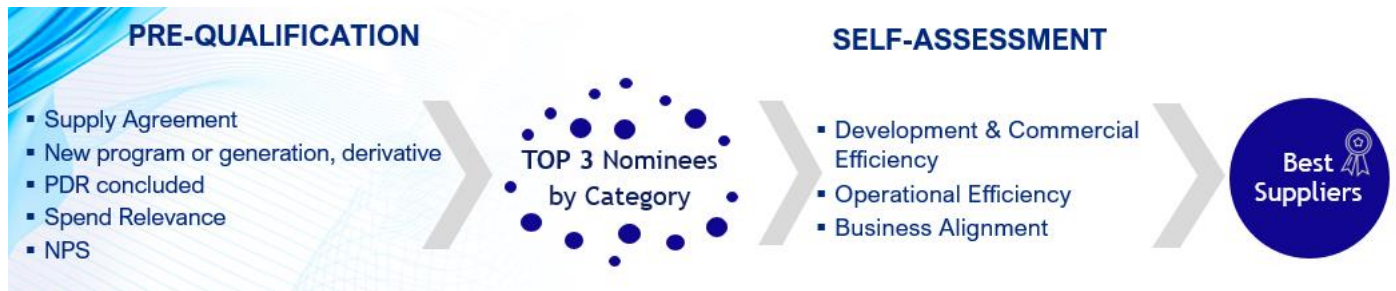 PRE-QUALIFICATION
▪ Supply Agreement
▪ New program or generation, derivative
▪ PDR concluded
▪ Spend Relevance
▪ NPS
TOP 3 Nominees
by Category
SELF-ASSESSMENT
▪ Development & Commercial
Efficiency
▪ Operational Efficiency
▪ Business Alignment
Best
Suppliers